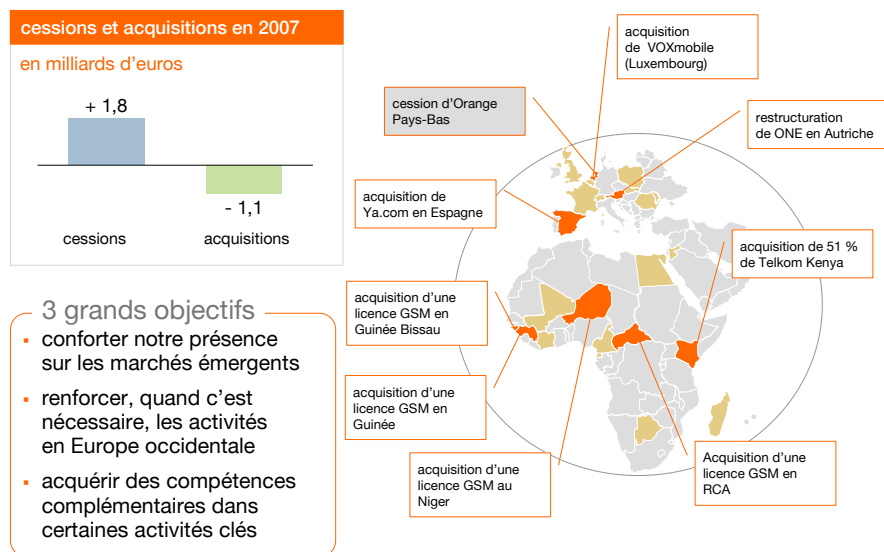 cessions et acquisitions en 2007
en milliards d’euros
+ 1,8
- 1,1
cessions
acquisitions
3 grands objectifs
▪ conforter notre présence
sur les marchés émergents
▪ renforcer, quand c’est
nécessaire, les activités
en Europe occidentale
▪ acquérir des compétences
complémentaires dans
certaines activités clés
acquisition
de VOXmobile
(Luxembourg)
cession d’Orange
Pays-Bas
restructuration
de ONE en Autriche
acquisition de
Ya.com en Espagne
acquisition de 51 %
de Telkom Kenya
acquisition d’une
licence GSM en
Guinée Bissau
acquisition d’une
licence GSM en
Guinée
acquisition d’une
licence GSM au
Niger
Acquisition d’une
licence GSM en
RCA